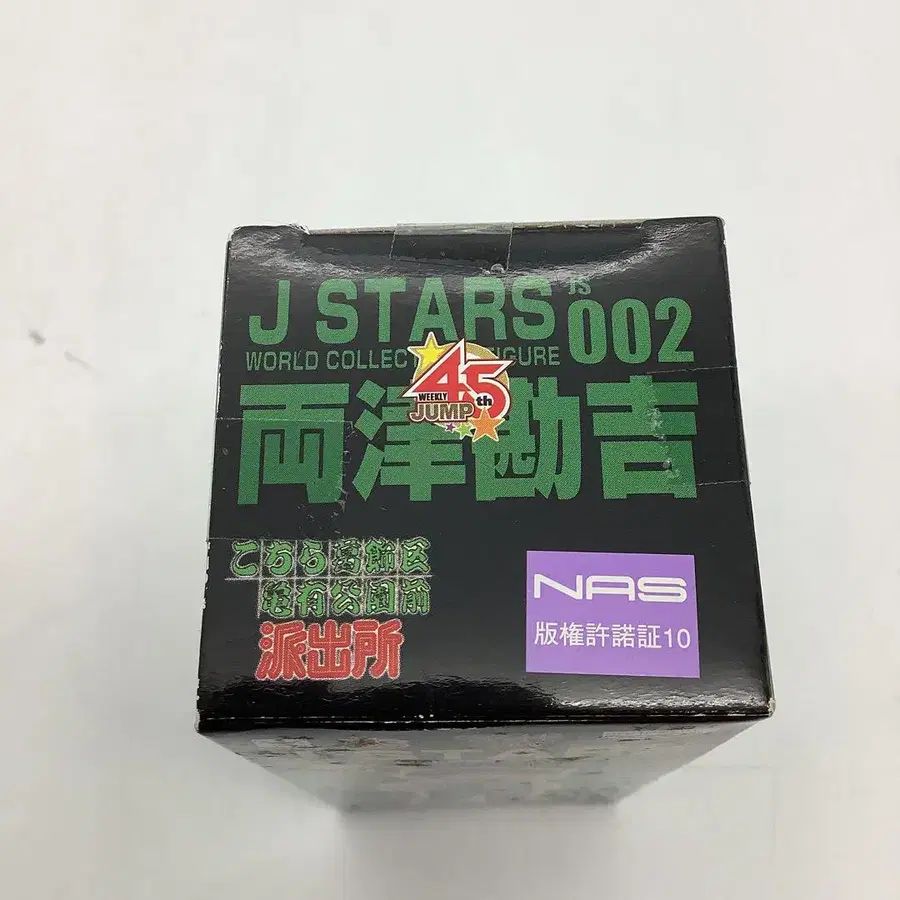 J STARS JS 002
WORLD COLLECT FIGURE
WEEKLY JUMP 45th
両津勘吉
こちら葛飾区
亀有公園前
派出所
NAS
版権許諾証10